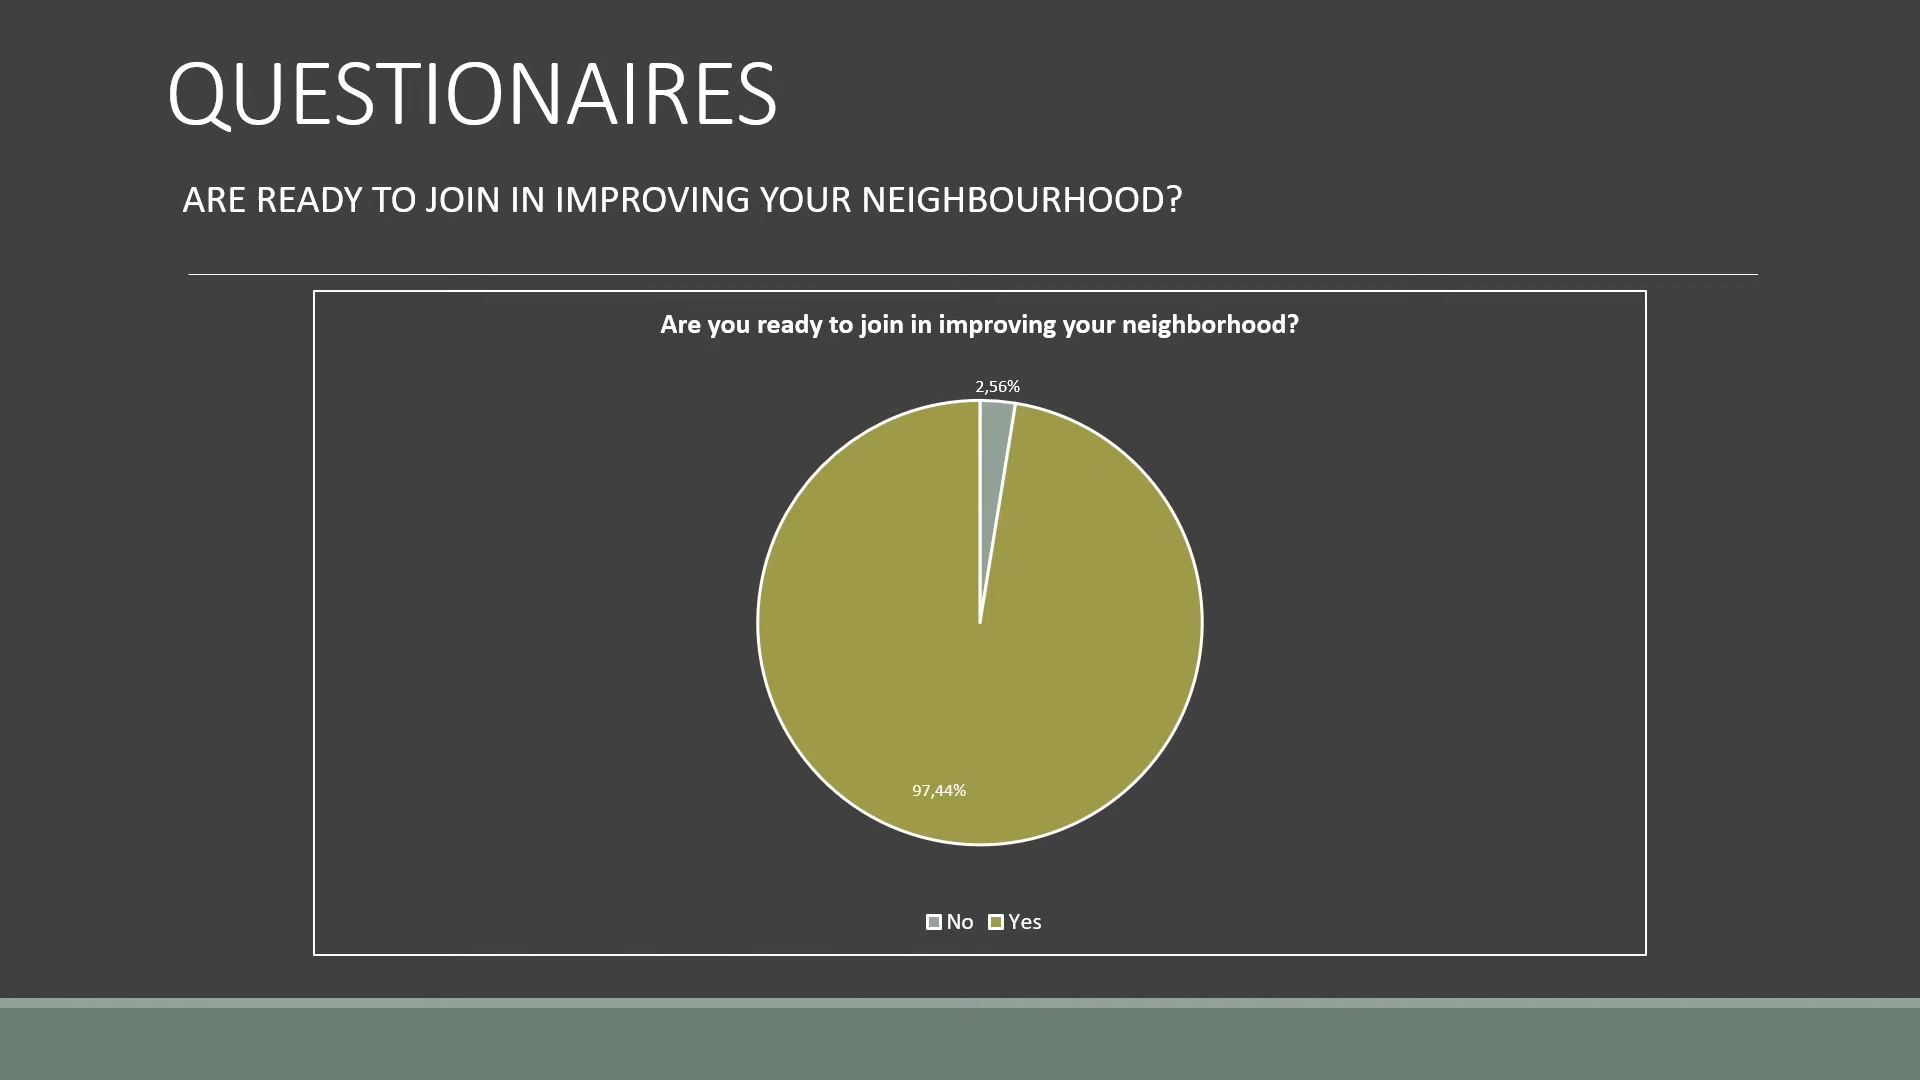 QUESTIONAIRES
ARE READY TO JOIN IN IMPROVING YOUR NEIGHBOURHOOD?
Are you ready to join in improving your neighborhood?
2,56%
97,44%
No Yes